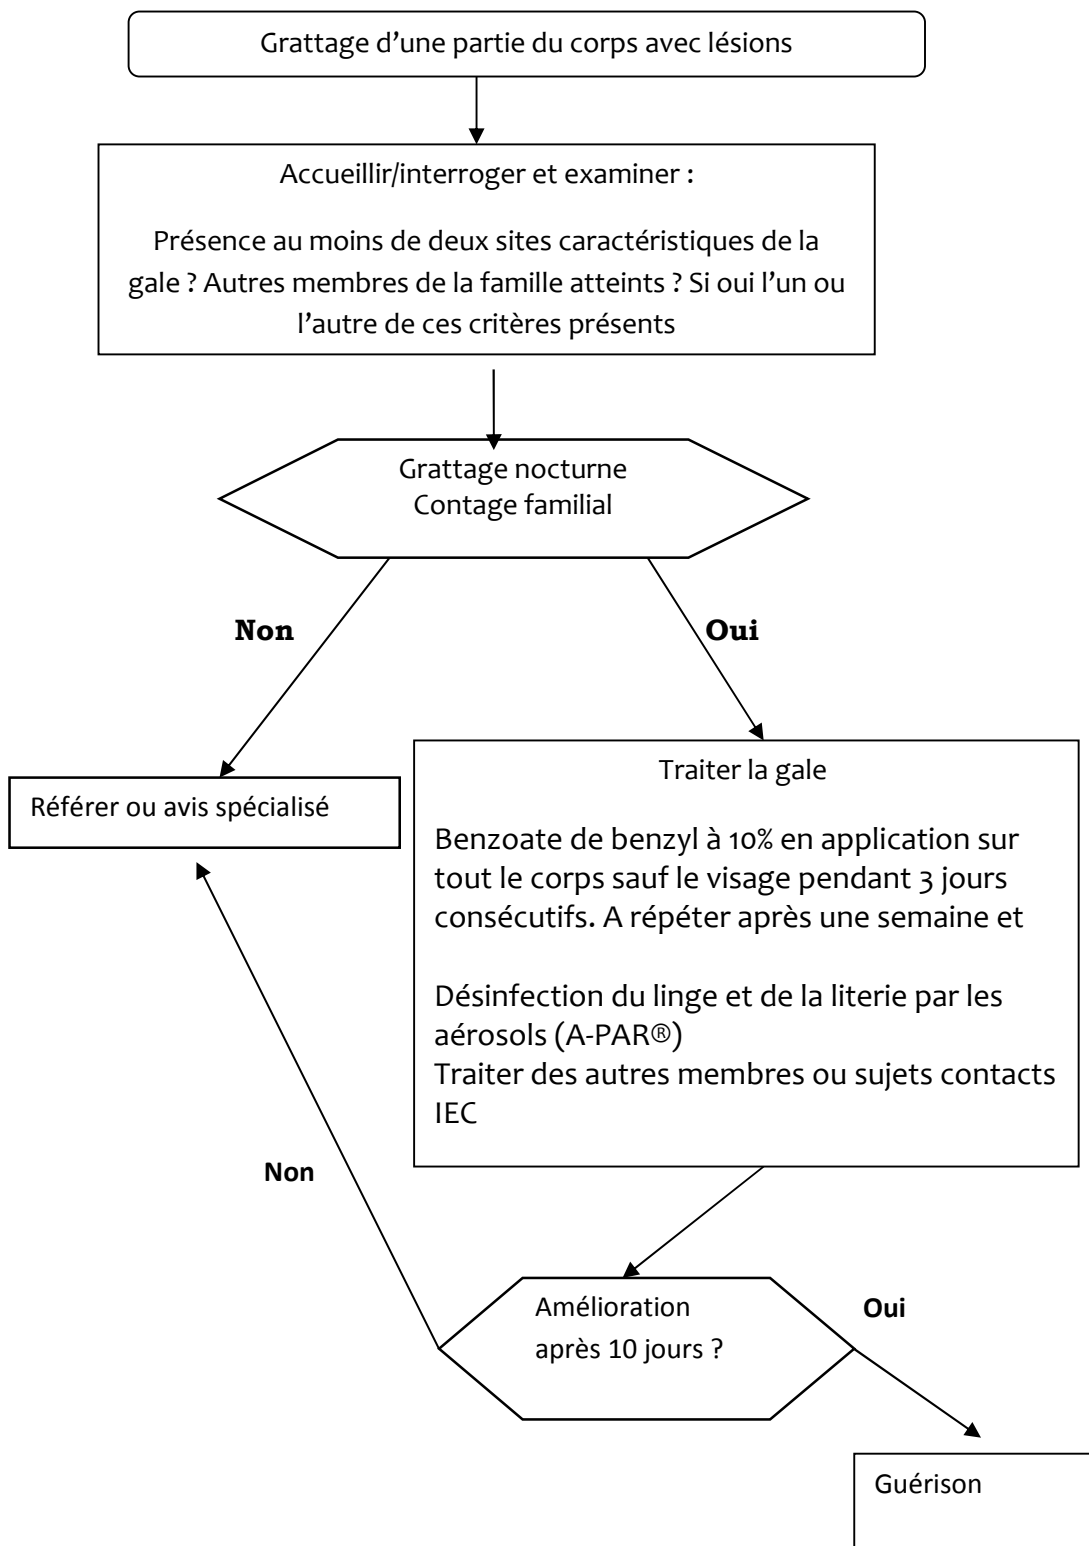 Grattage d’une partie du corps avec lésions
Accueillir/interroger et examiner :
Présence au moins de deux sites caractéristiques de la
gale ? Autres membres de la famille atteints ? Si oui l’un ou
l’autre de ces critères présents
Grattage nocturne
Contage familial
Non
Oui
Référer ou avis spécialisé
Traiter la gale
Benzoate de benzyl à 10% en application sur
tout le corps sauf le visage pendant 3 jours
consécutifs. A répéter après une semaine et
Désinfection du linge et de la literie par les
aérosols (A-PAR®)
Traiter des autres membres ou sujets contacts
IEC
Non
Amélioration
après 10 jours ?
Oui
Guérison